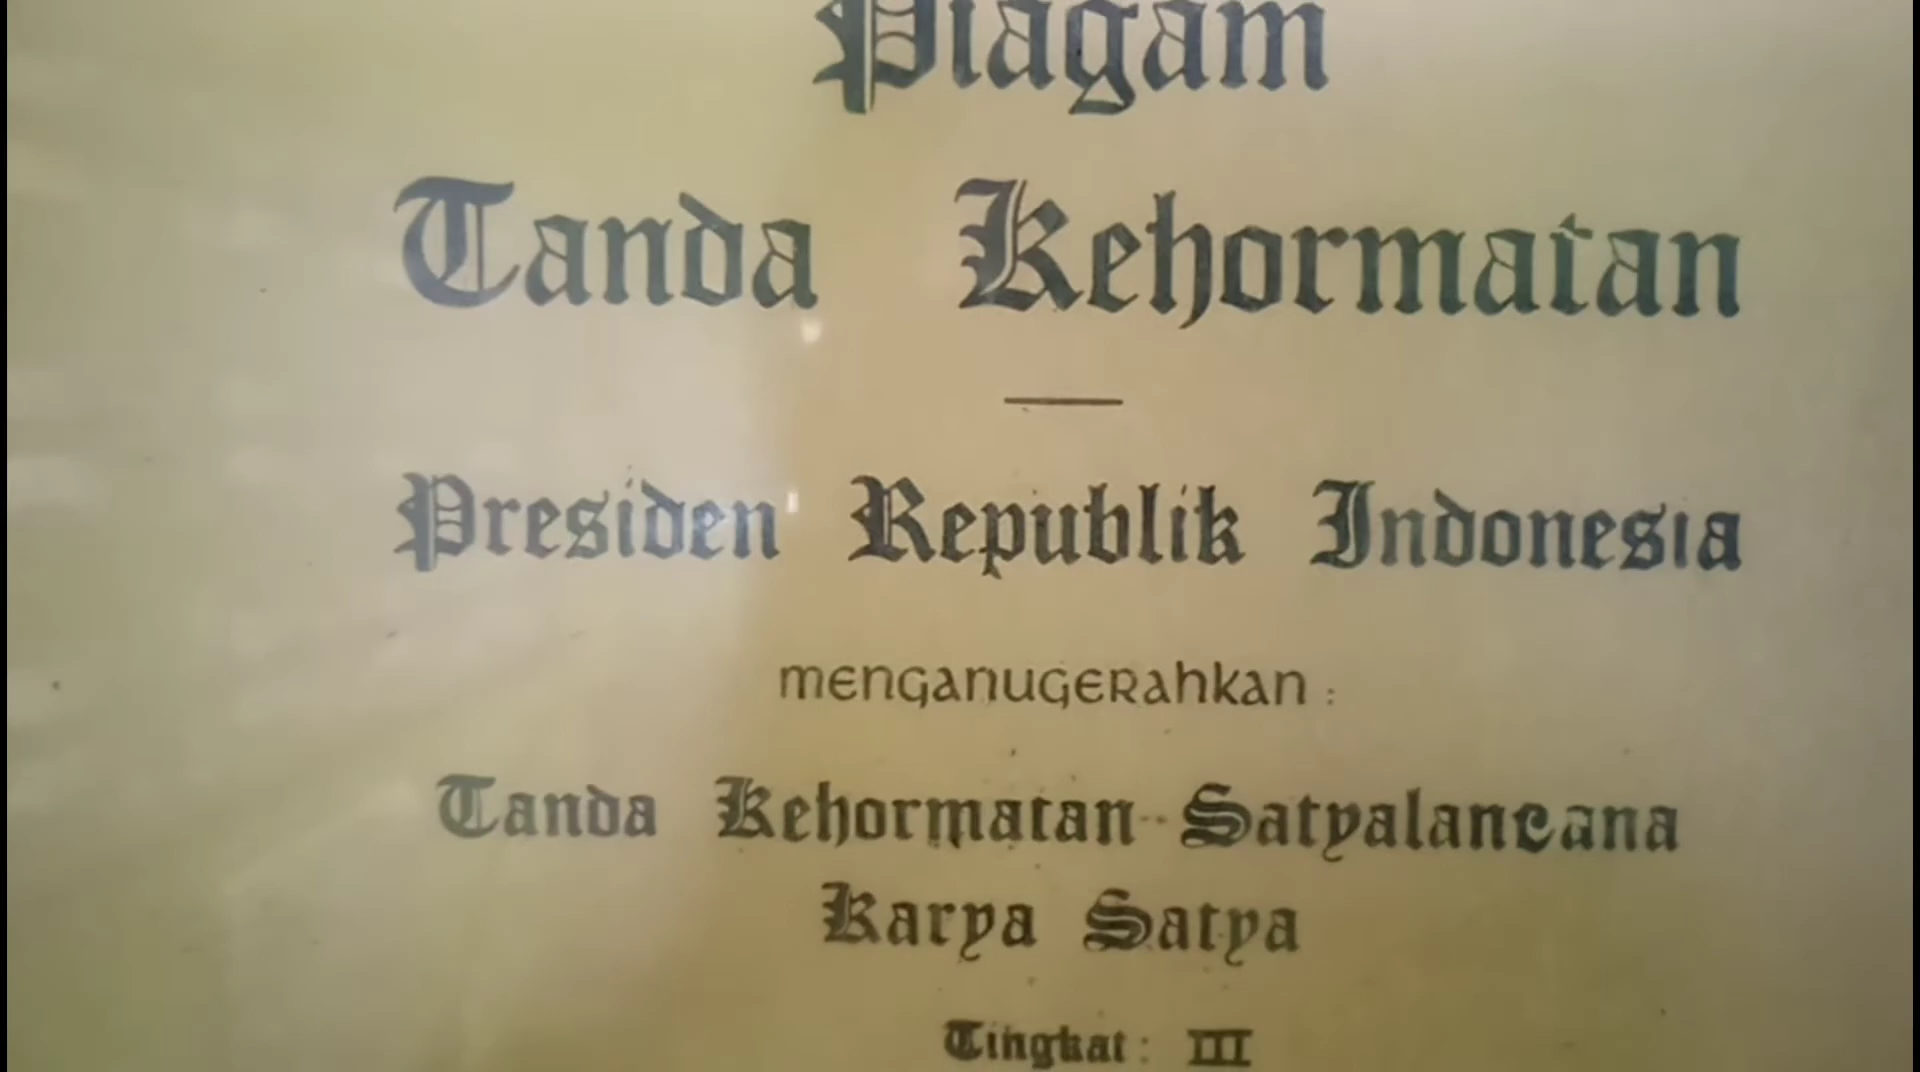 Piagam
Tanda Kehormatan
Presiden Republik Indonesia
menganugerahkan :
Tanda Kehormatan Satyalancana
Karya Satya
Tingkat : III